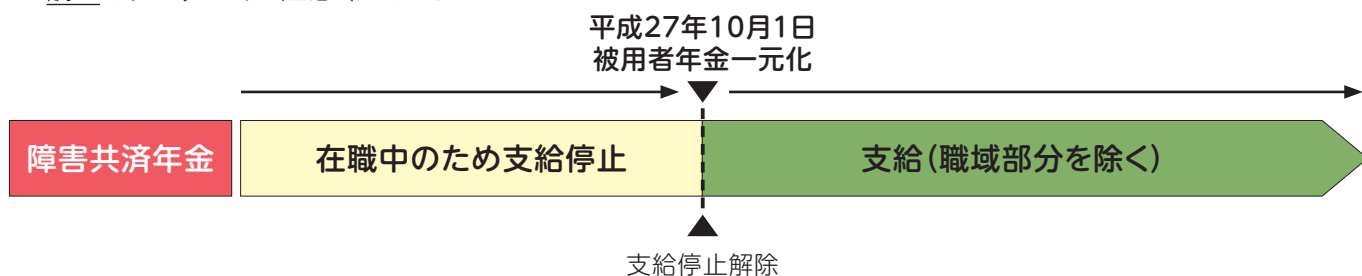 平成27年10月1日
被用者年金一元化
障害共済年金
在職中のため支給停止
支給(職域部分を除く)
支給停止解除